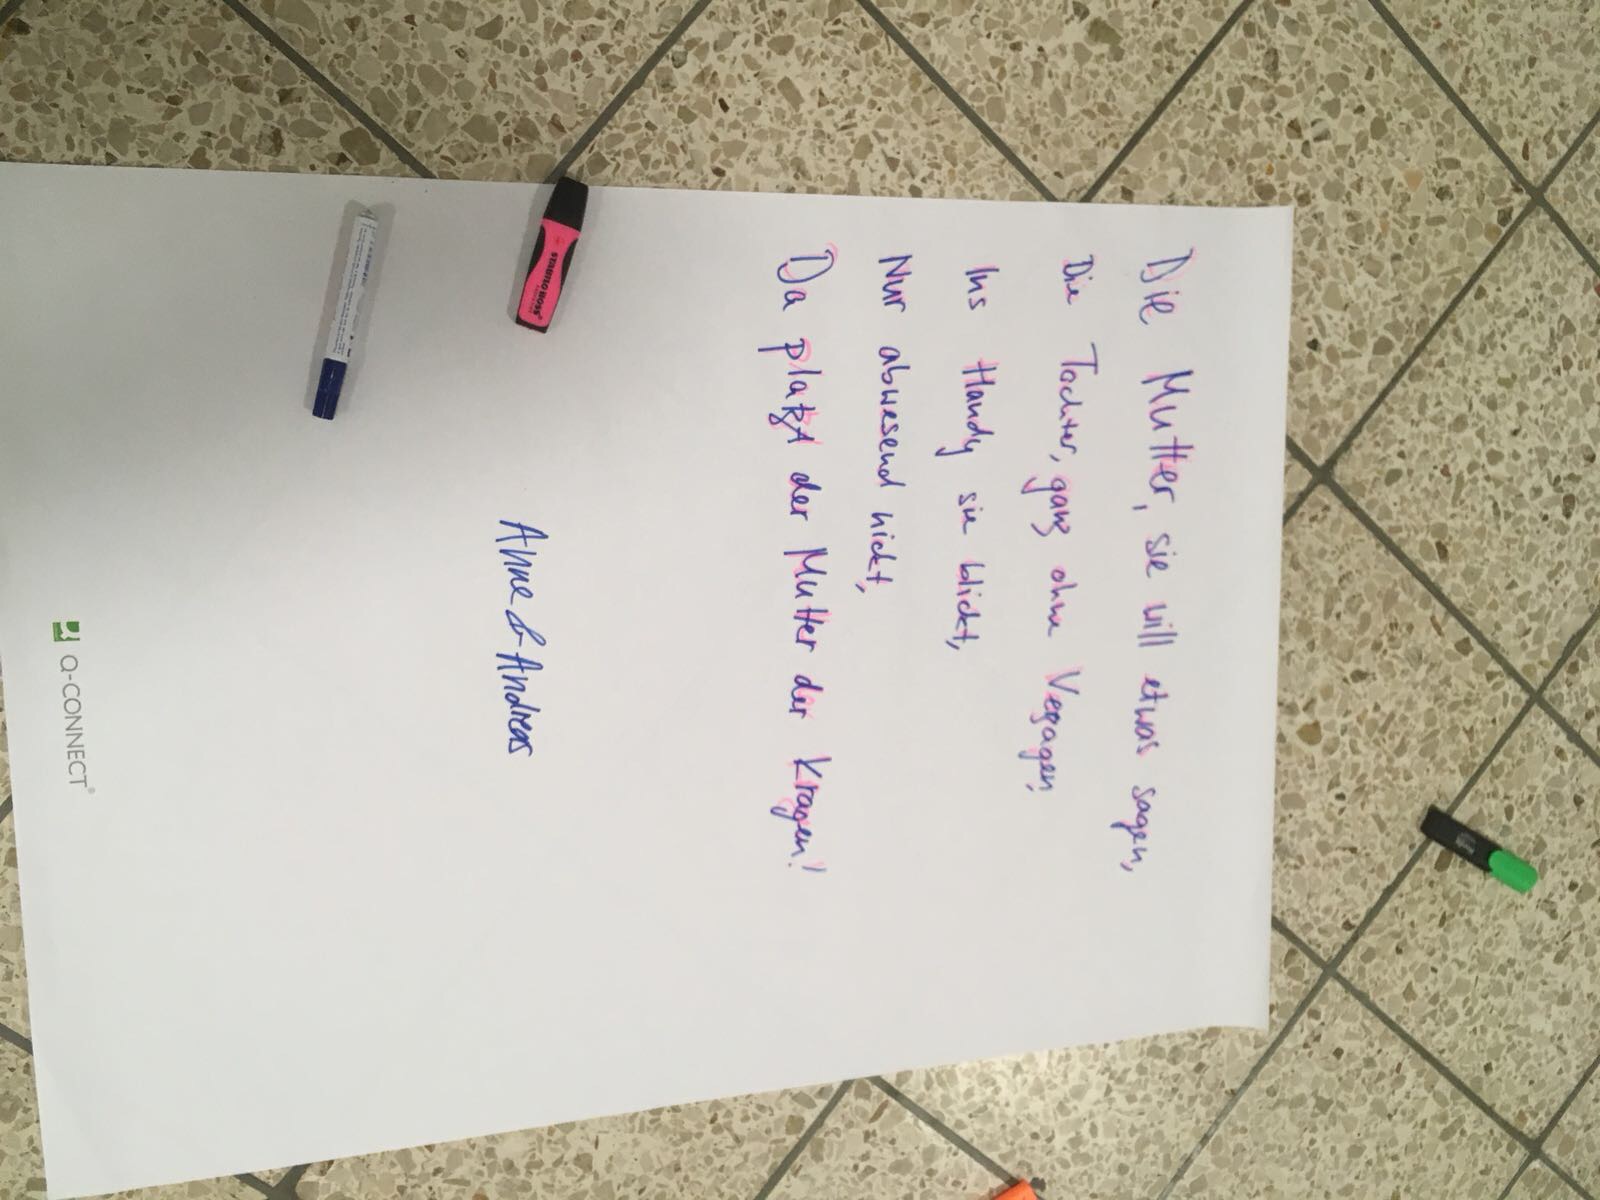 Die Mutter, sie will etwas sagen,
Die Tochter, ganz ohne Vergagen,
Ins Handy sie blickt,
Nur abwesend nickt,
Da platzt der Mutter der Kragen!
Anne & Andreas
Q-CONNECT®
STABILO BOSS®